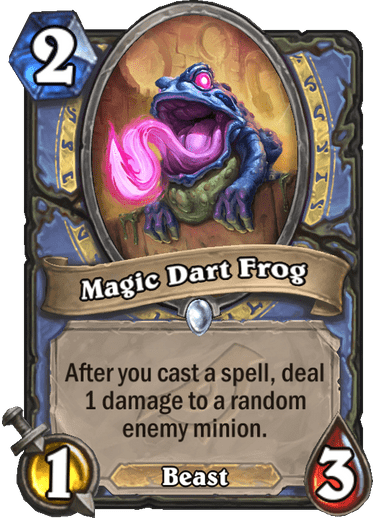 2
Magic Dart Frog
After you cast a spell, deal
1 damage to a random
enemy minion.
1
Beast
3